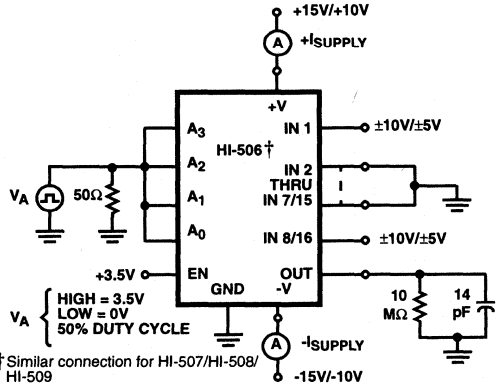 +15V/+10V
A +ISUPPLY
+V
A3 IN 1 ±10V/±5V
HI-506†
A2 IN 2
THRU
VA 50Ω A1 IN 7/15
A0 IN 8/16 ±10V/±5V
+3.5V EN OUT
GND -V
10 MΩ
14 pF
VA { HIGH = 3.5V
LOW = 0V
50% DUTY CYCLE
A -ISUPPLY
† Similar connection for HI-507/HI-508/
HI-509
-15V/-10V